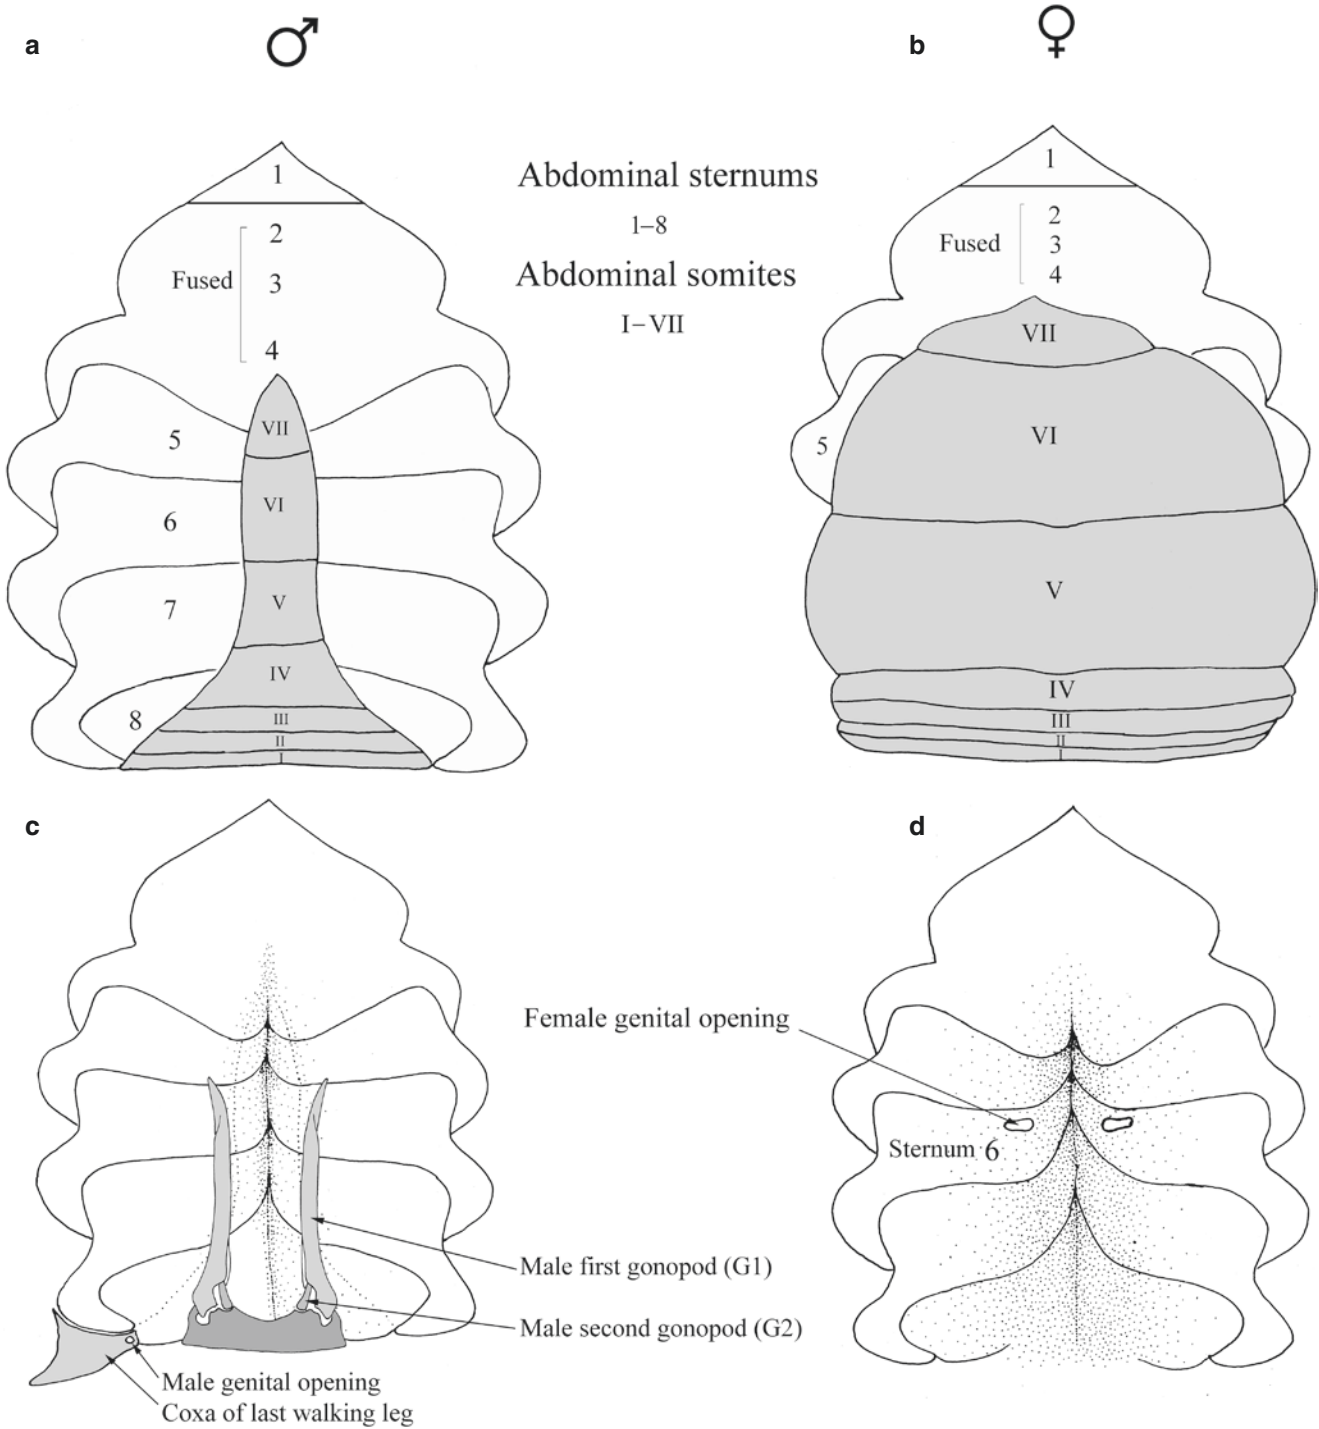 a
♂
b
♀
1
2
Fused
3
4
5
6
7
8
VII
VI
V
IV
III
II
I
Abdominal sternums
1–8
Abdominal somites
I–VII
1
2
Fused
3
4
5
VII
VI
V
IV
III
II
I
c
Male first gonopod (G1)
Male second gonopod (G2)
Male genital opening
Coxa of last walking leg
d
Female genital opening
Sternum 6